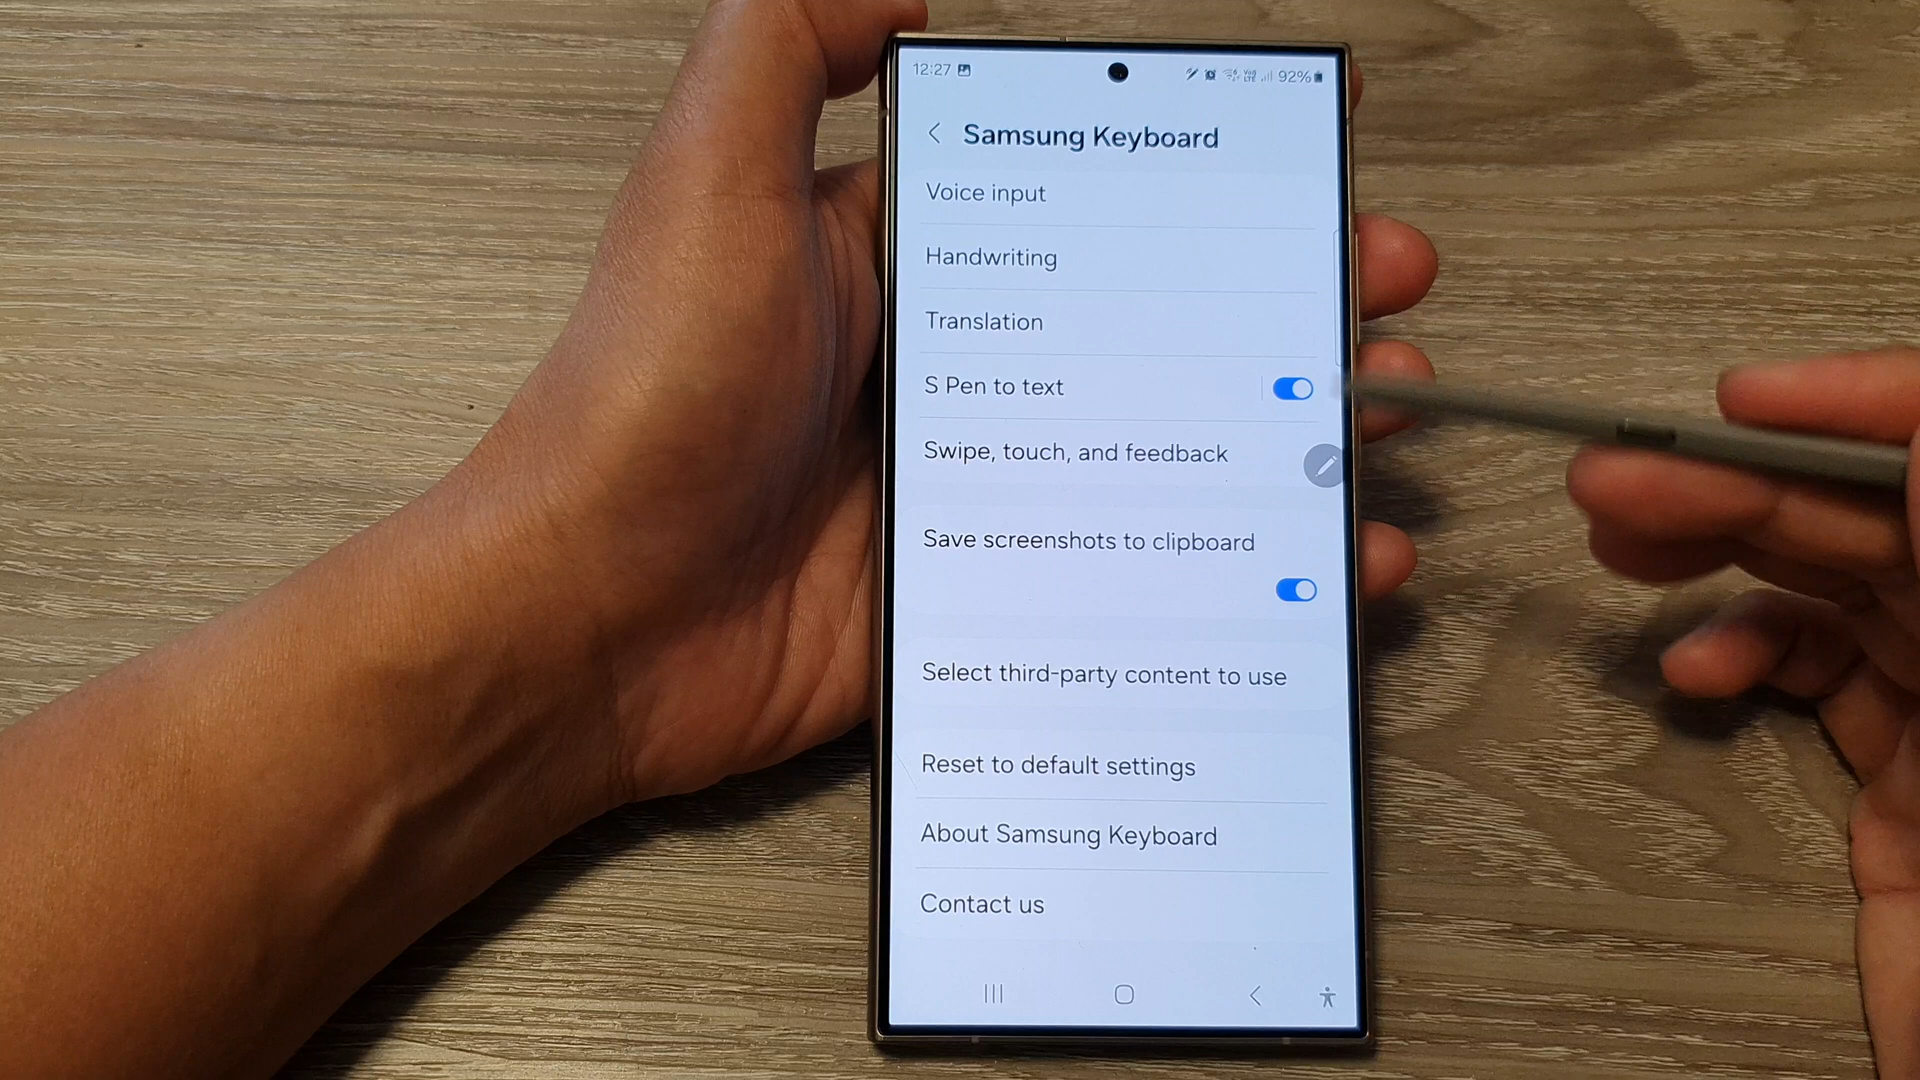 12:27
92%
Samsung Keyboard
Voice input
Handwriting
Translation
S Pen to text
Swipe, touch, and feedback
Save screenshots to clipboard
Select third-party content to use
Reset to default settings
About Samsung Keyboard
Contact us